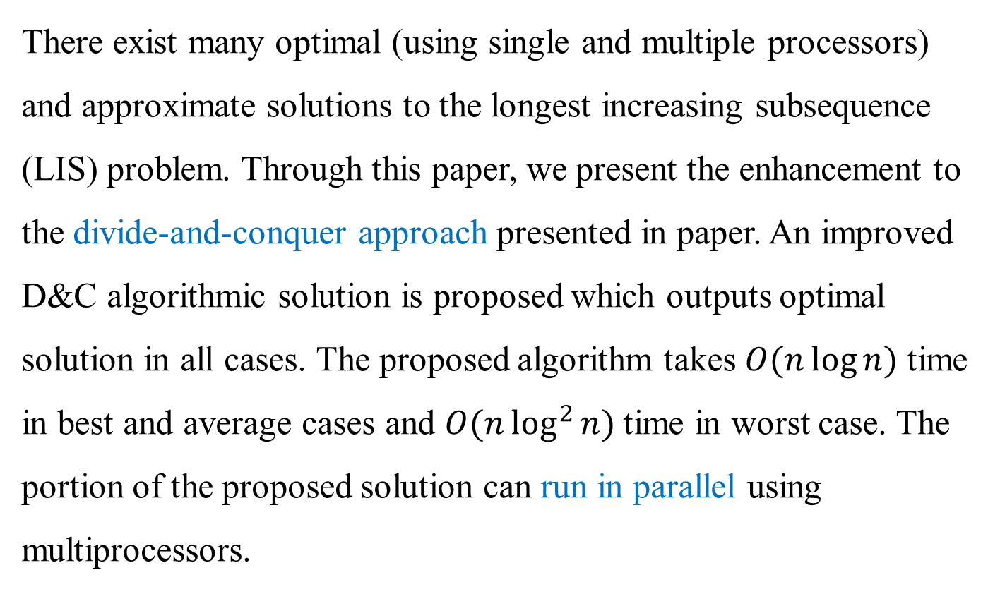 There exist many optimal (using single and multiple processors)
and approximate solutions to the longest increasing subsequence
(LIS) problem. Through this paper, we present the enhancement to
the divide-and-conquer approach presented in paper. An improved
D&C algorithmic solution is proposed which outputs optimal
solution in all cases. The proposed algorithm takes O(n log n) time
in best and average cases and O(n log² n) time in worst case. The
portion of the proposed solution can run in parallel using
multiprocessors.